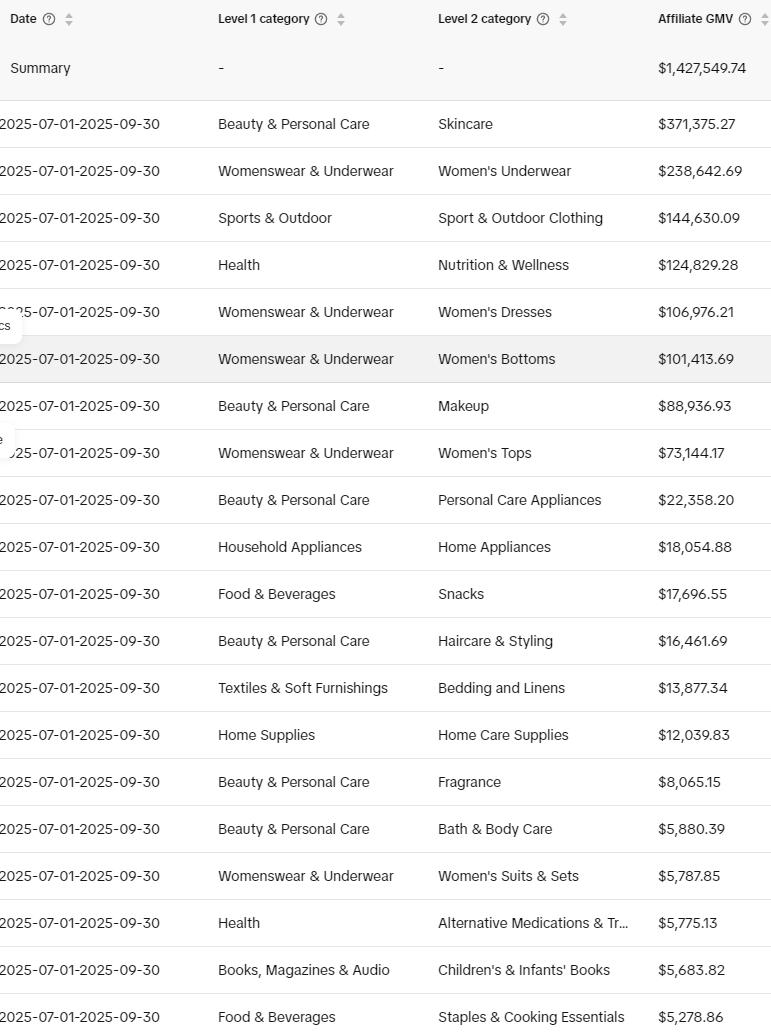 Date Level 1 category Level 2 category Affiliate GMV
Summary - - $1,427,549.74
2025-07-01-2025-09-30 Beauty & Personal Care Skincare $371,375.27
2025-07-01-2025-09-30 Womenswear & Underwear Women's Underwear $238,642.69
2025-07-01-2025-09-30 Sports & Outdoor Sport & Outdoor Clothing $144,630.09
2025-07-01-2025-09-30 Health Nutrition & Wellness $124,829.28
2025-07-01-2025-09-30 Womenswear & Underwear Women's Dresses $106,976.21
cs
2025-07-01-2025-09-30 Womenswear & Underwear Women's Bottoms $101,413.69
2025-07-01-2025-09-30 Beauty & Personal Care Makeup $88,936.93
e
2025-07-01-2025-09-30 Womenswear & Underwear Women's Tops $73,144.17
2025-07-01-2025-09-30 Beauty & Personal Care Personal Care Appliances $22,358.20
2025-07-01-2025-09-30 Household Appliances Home Appliances $18,054.88
2025-07-01-2025-09-30 Food & Beverages Snacks $17,696.55
2025-07-01-2025-09-30 Beauty & Personal Care Haircare & Styling $16,461.69
2025-07-01-2025-09-30 Textiles & Soft Furnishings Bedding and Linens $13,877.34
2025-07-01-2025-09-30 Home Supplies Home Care Supplies $12,039.83
2025-07-01-2025-09-30 Beauty & Personal Care Fragrance $8,065.15
2025-07-01-2025-09-30 Beauty & Personal Care Bath & Body Care $5,880.39
2025-07-01-2025-09-30 Womenswear & Underwear Women's Suits & Sets $5,787.85
2025-07-01-2025-09-30 Health Alternative Medications & Tr... $5,775.13
2025-07-01-2025-09-30 Books, Magazines & Audio Children's & Infants' Books $5,683.82
2025-07-01-2025-09-30 Food & Beverages Staples & Cooking Essentials $5,278.86